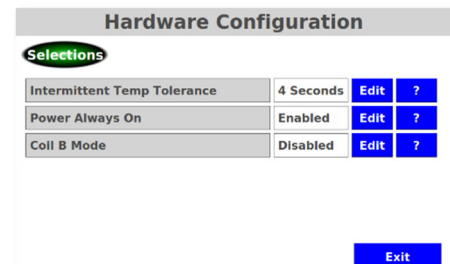 Hardware Configuration
Selections
Intermittent Temp Tolerance 4 Seconds Edit ?
Power Always On Enabled Edit ?
Coil B Mode Disabled Edit ?
Exit